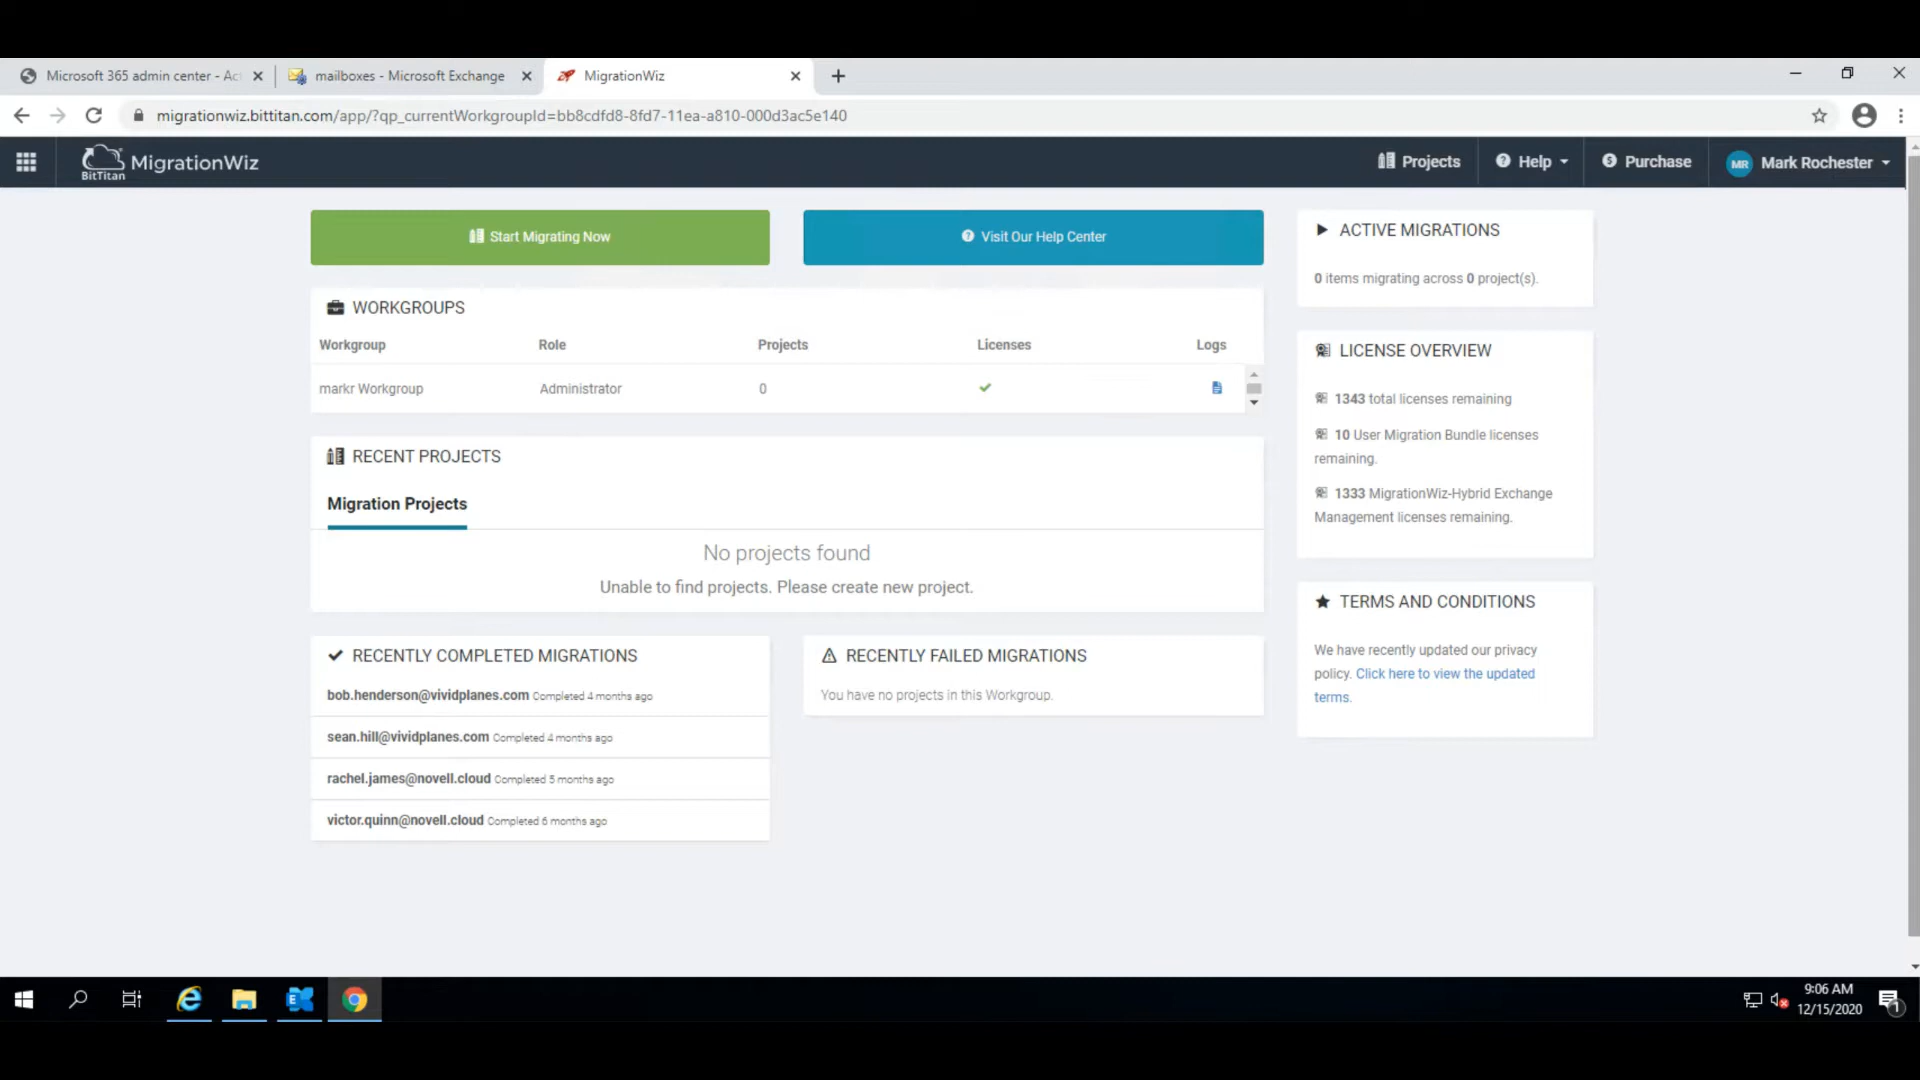 Microsoft 365 admin center - Ac
mailboxes - Microsoft Exchange
MigrationWiz
migrationwiz.bittitan.com/app/?qp_currentWorkgroupId=bb8cdfd8-8fd7-11ea-a810-000d3ac5e140
BitTitan MigrationWiz
Projects
Help
Purchase
MR Mark Rochester
Start Migrating Now
Visit Our Help Center
WORKGROUPS
Workgroup Role Projects Licenses Logs
markr Workgroup Administrator 0
RECENT PROJECTS
Migration Projects
No projects found
Unable to find projects. Please create new project.
RECENTLY COMPLETED MIGRATIONS
bob.henderson@vividplanes.com Completed 4 months ago
sean.hill@vividplanes.com Completed 4 months ago
rachel.james@novell.cloud Completed 5 months ago
victor.quinn@novell.cloud Completed 6 months ago
RECENTLY FAILED MIGRATIONS
You have no projects in this Workgroup.
ACTIVE MIGRATIONS
0 items migrating across 0 project(s).
LICENSE OVERVIEW
1343 total licenses remaining
10 User Migration Bundle licenses
remaining.
1333 MigrationWiz-Hybrid Exchange
Management licenses remaining.
TERMS AND CONDITIONS
We have recently updated our privacy
policy. Click here to view the updated
terms.
9:06 AM
12/15/2020
1